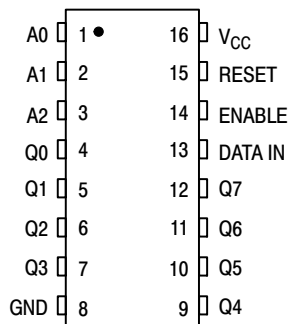 A0 1 16 VCC
A1 2 15 RESET
A2 3 14 ENABLE
Q0 4 13 DATA IN
Q1 5 12 Q7
Q2 6 11 Q6
Q3 7 10 Q5
GND 8 9 Q4